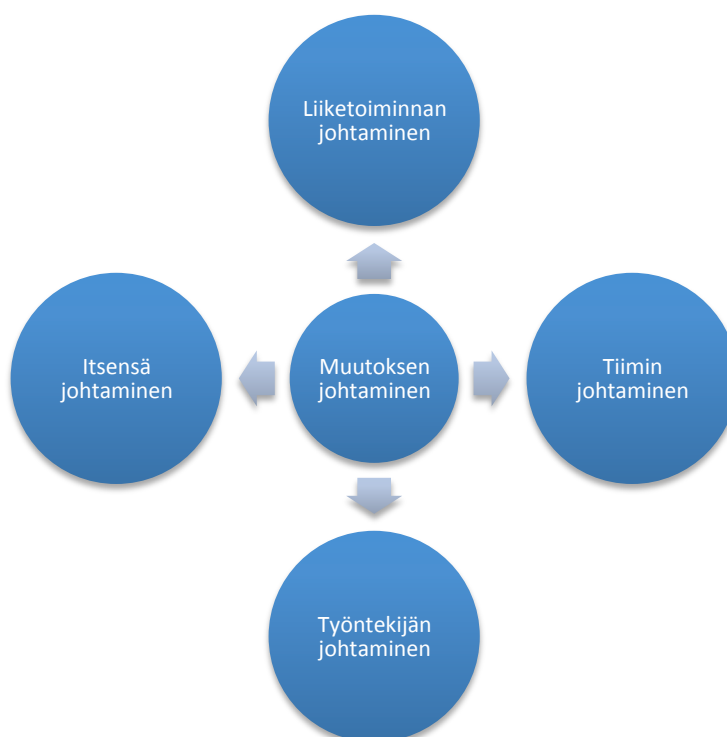 Liiketoiminnan
johtaminen
Itsensä
johtaminen
Muutoksen
johtaminen
Tiimin
johtaminen
Työntekijän
johtaminen